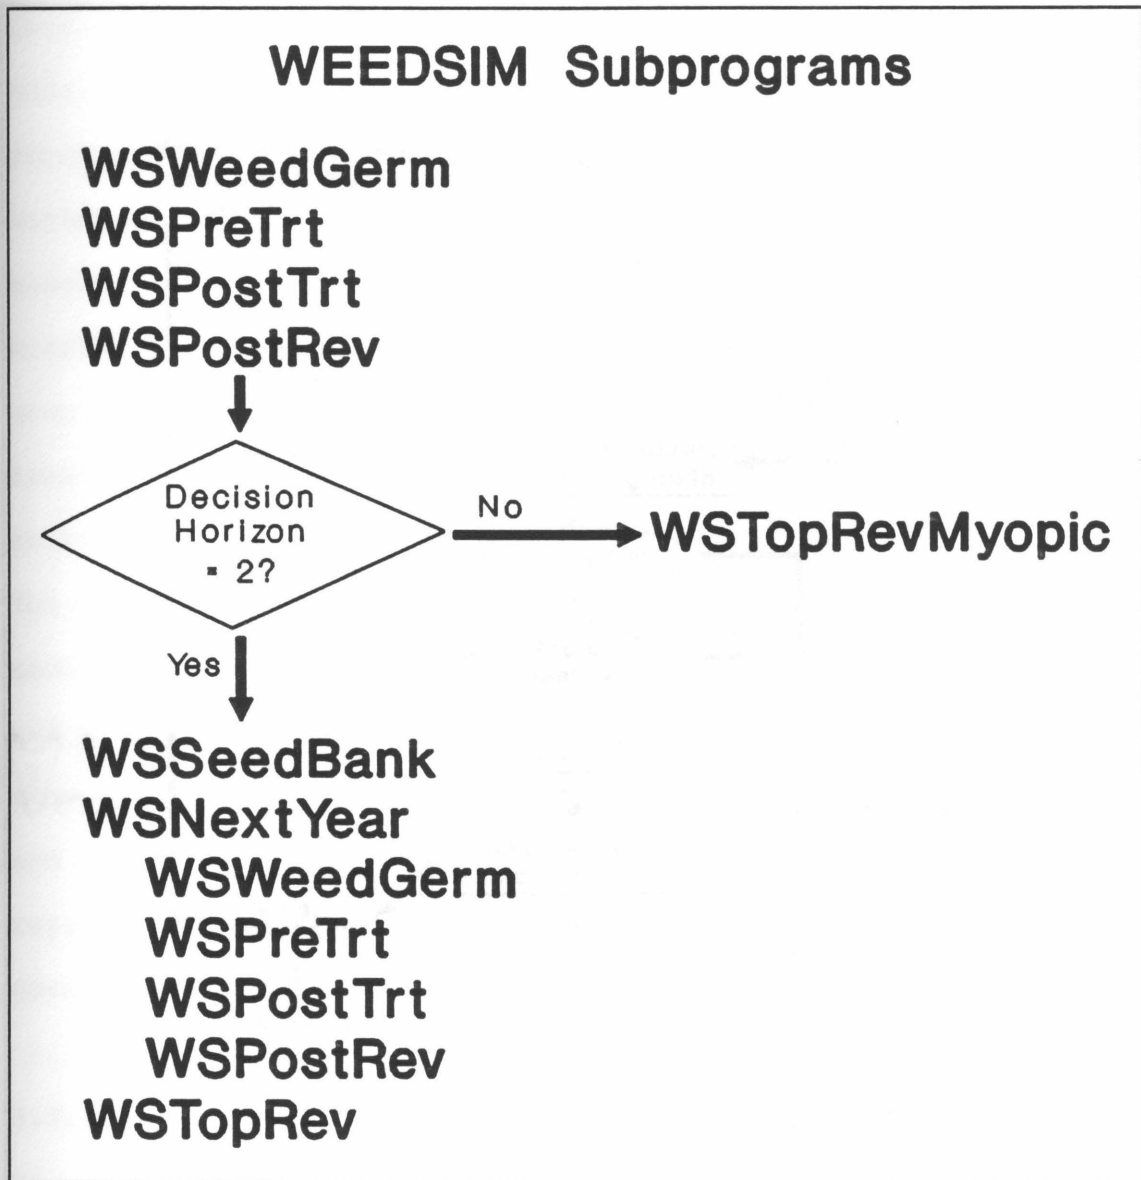 WEEDSIM Subprograms
WSWeedGerm
WSPreTrt
WSPostTrt
WSPostRev
Decision
Horizon
= 2?
No
WSTopRevMyopic
Yes
WSSeedBank
WSNextYear
WSWeedGerm
WSPreTrt
WSPostTrt
WSPostRev
WSTopRev